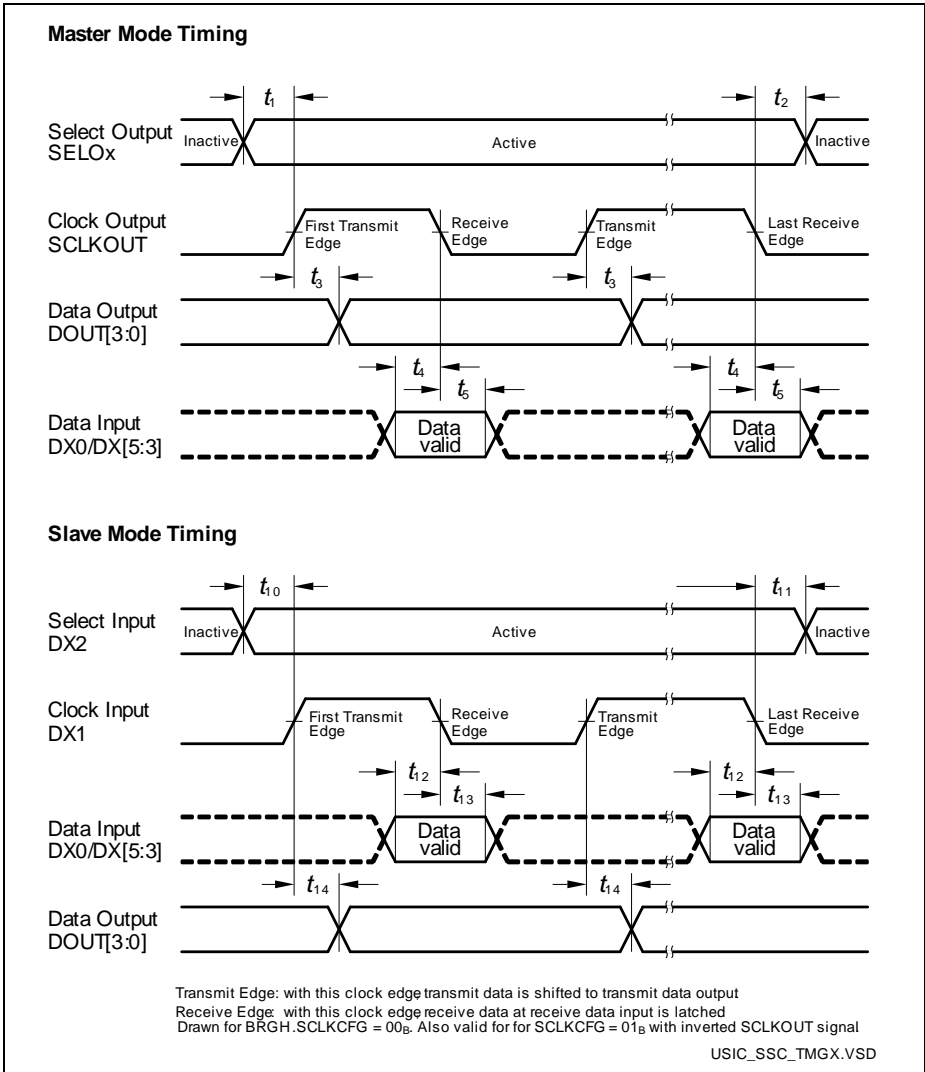 Master Mode Timing
t1
t2
Select Output
SELOx
Inactive
Active
Inactive
Clock Output
SCLKOUT
First Transmit
Edge
Receive
Edge
Transmit
Edge
Last Receive
Edge
t3
t3
Data Output
DOUT[3:0]
t4
t5
t4
t5
Data Input
DX0/DX[5:3]
Data
valid
Data
valid
Slave Mode Timing
t10
t11
Select Input
DX2
Inactive
Active
Inactive
Clock Input
DX1
First Transmit
Edge
Receive
Edge
Transmit
Edge
Last Receive
Edge
t12
t13
t12
t13
Data Input
DX0/DX[5:3]
Data
valid
Data
valid
t14
t14
Data Output
DOUT[3:0]
Transmit Edge: with this clock edge, transmit data is shifted to transmit data output
Receive Edge: with this clock edge, receive data at receive data input is latched
Drawn for BRGH.SCLKCFG = 00B. Also valid for for SCLKCFG = 01B with inverted SCLKOUT signal.
USIC_SSC_TMGX.VSD